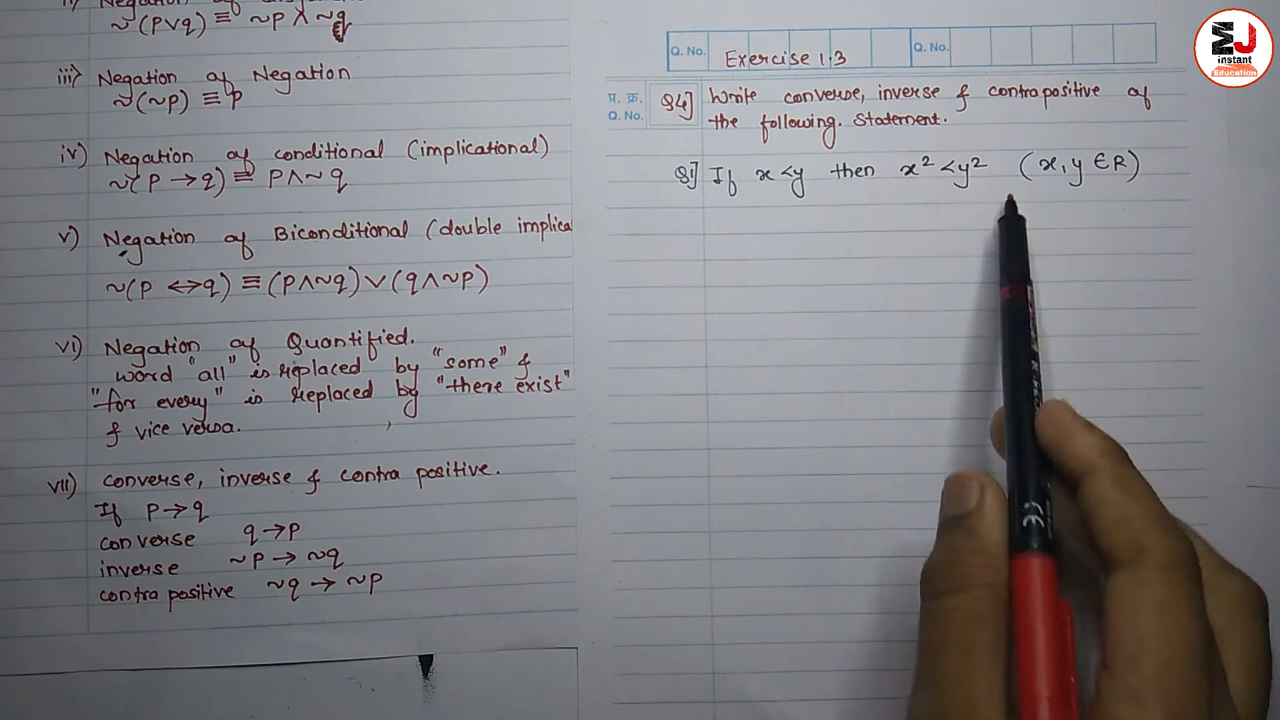 ~(p∨q) ≡ ~p ∧ ~q
iii) Negation of Negation
~(~p) ≡ p
iv) Negation of conditional (implicational)
~(p → q) ≡ p ∧ ~q
v) Negation of Biconditional (double implica
~(p ↔ q) ≡ (p ∧ ~q) ∨ (q ∧ ~p)
vi) Negation of Quantified.
word "all" is replaced by "some" &
"for every" is replaced by "there exist"
& vice versa.
vii) converse, inverse & contra positive.
If p → q
converse q → p
inverse ~p → ~q
contra positive ~q → ~p
Q. No. Exercise 1.3 Q. No.
प्र. क्र.
Q. No.
Q4] Write converse, inverse & contrapositive of
the following. Statement.
Q1] If x < y then x² < y² (x, y ∈ R)
MJ
instant
Education
CE